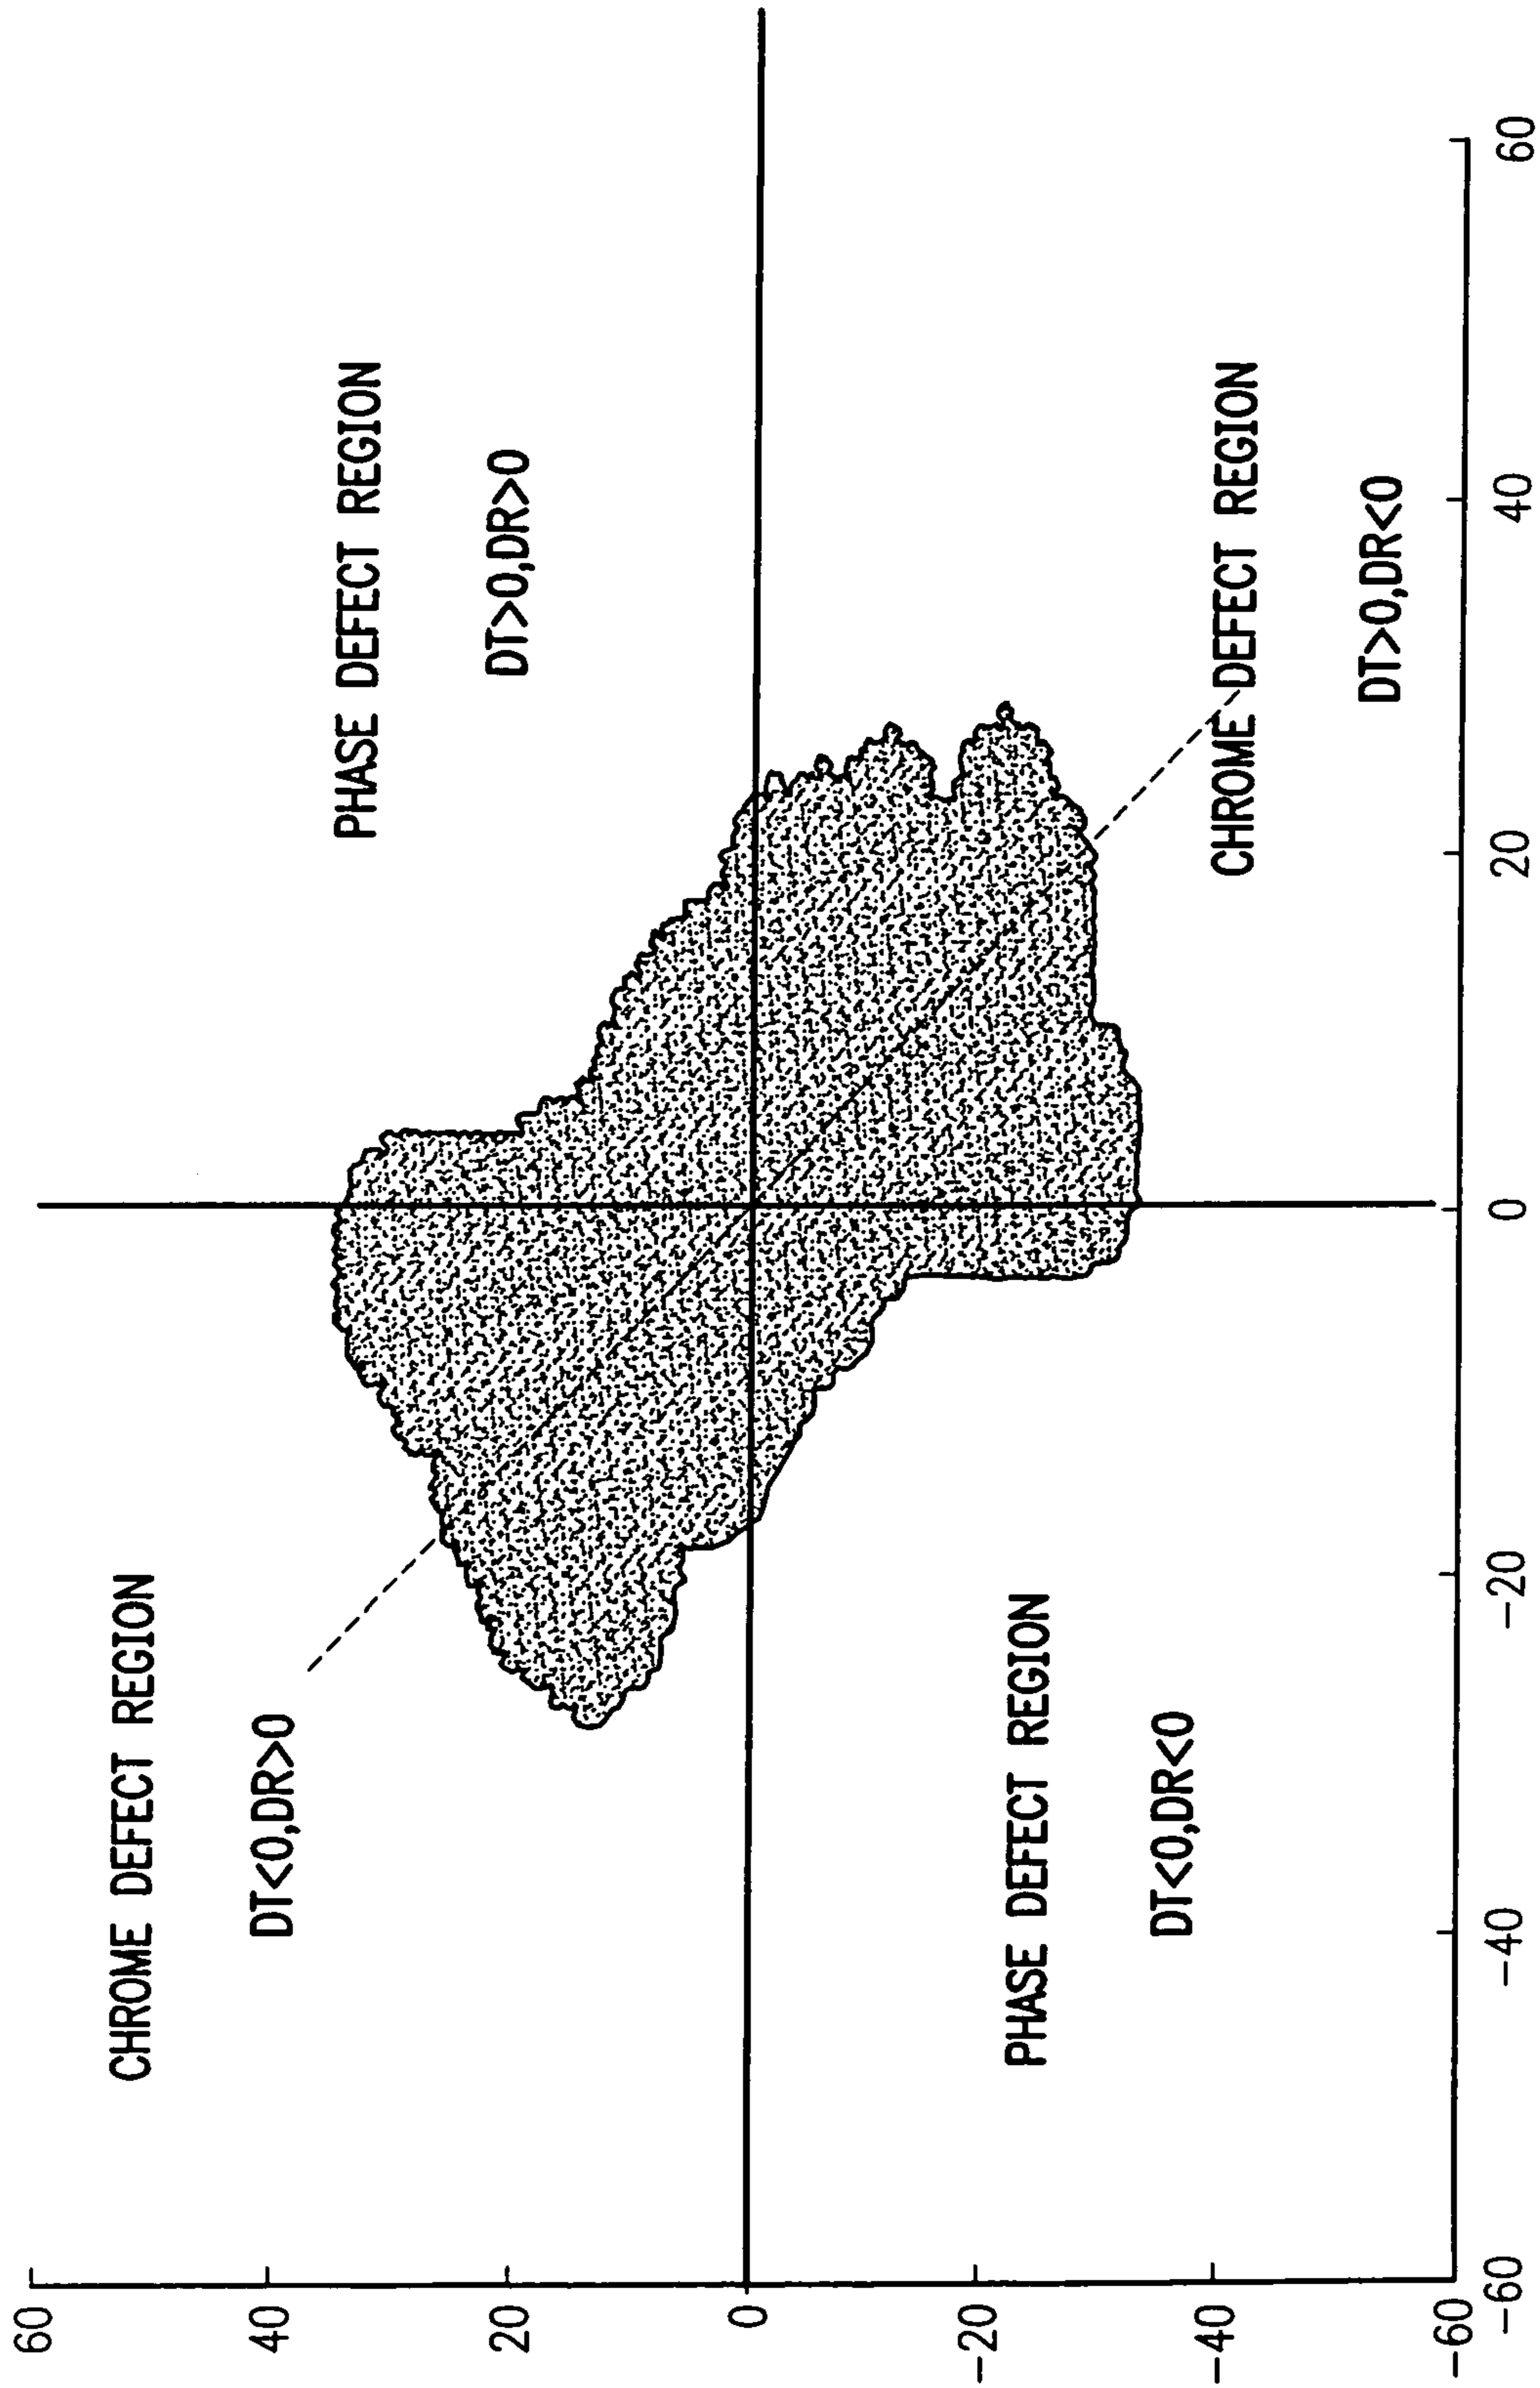 60
40
20
0
-20
-40
-60
CHROME DEFECT REGION
DT<0,DR>0
PHASE DEFECT REGION
DT>0,DR>0
PHASE DEFECT REGION
DT<0,DR<0
CHROME DEFECT REGION
DT>0,DR<0
-60
-40
-20
0
20
40
60